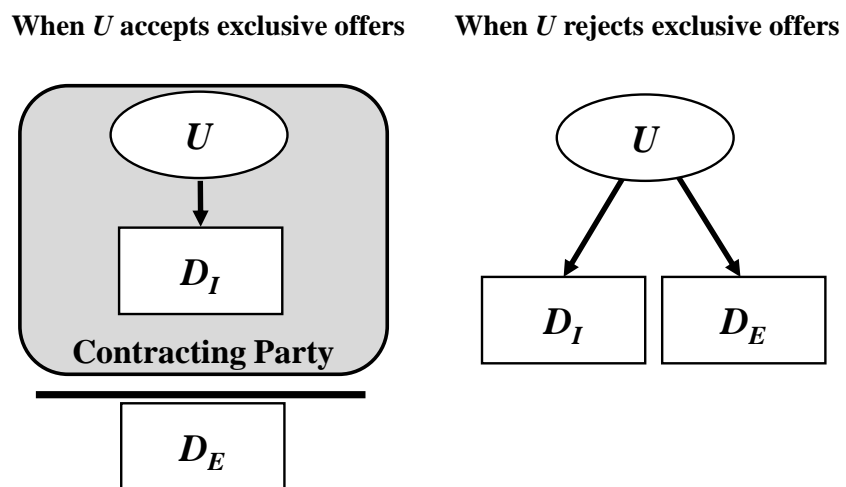 When U accepts exclusive offers
When U rejects exclusive offers
U
D_I
Contracting Party
D_E
U
D_I
D_E